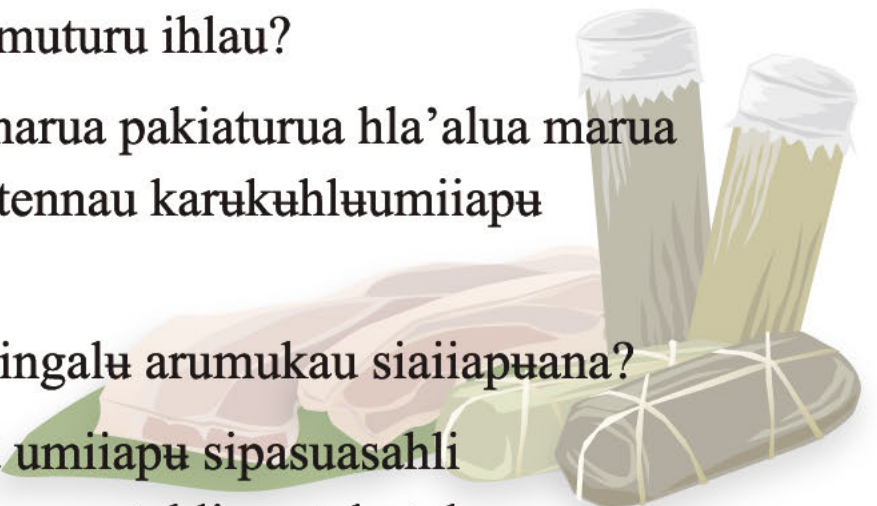 muturu ihlau?
marua pakiaturua hla’alua marua
tennau karʉkʉhlʉumiiapʉ
ingalʉ arumukau siaiiapʉana?
umiiapʉ sipasuasahli